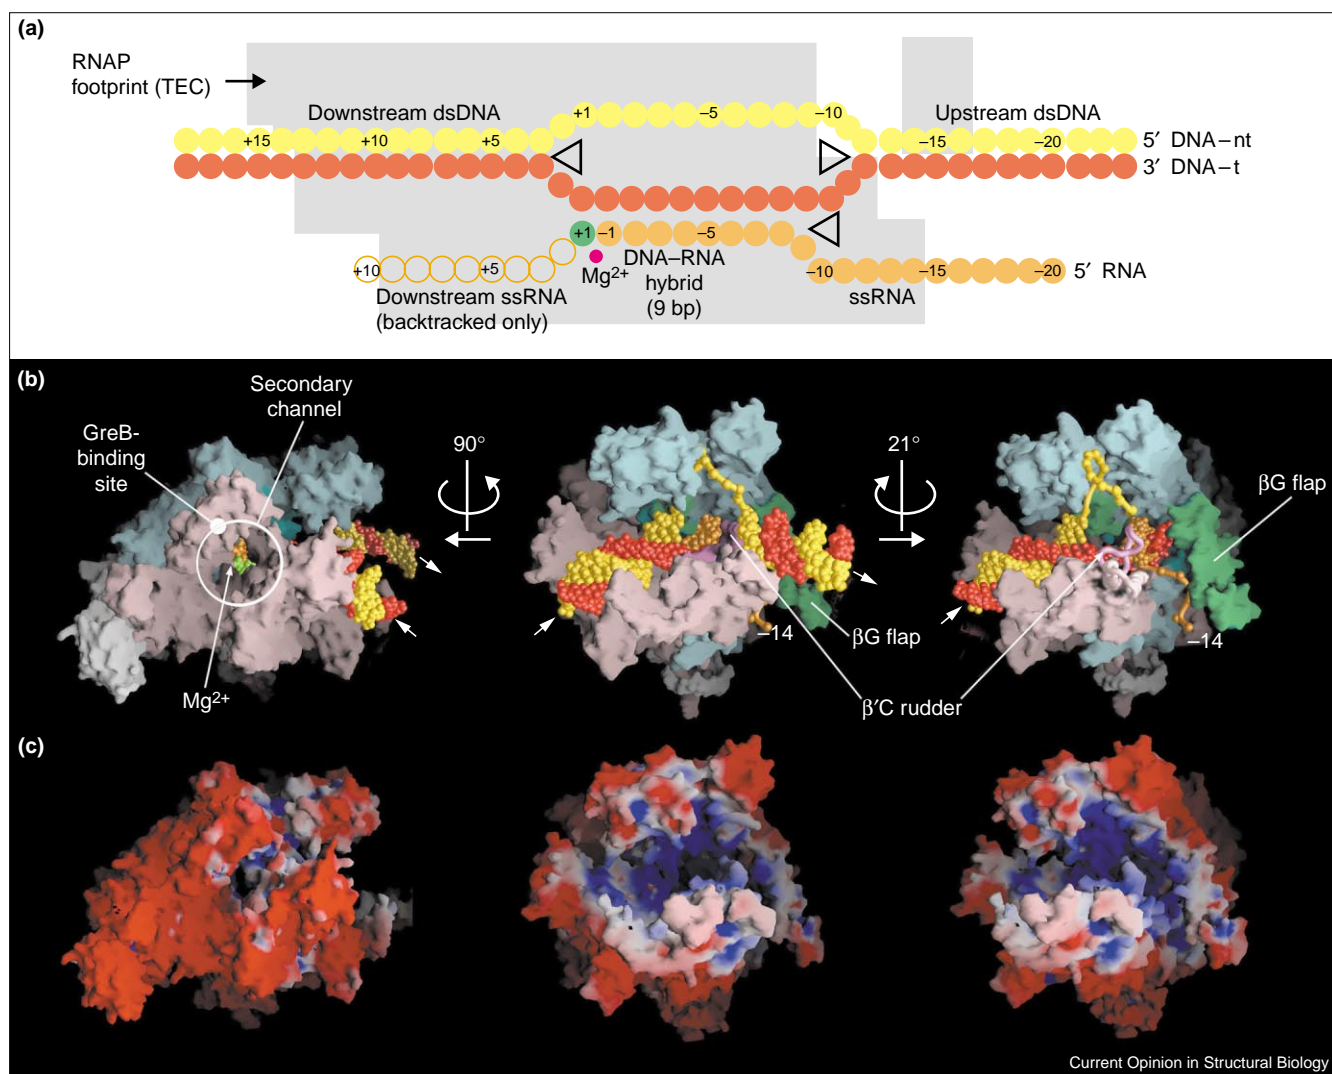 (a)
RNAP
footprint (TEC)
Downstream dsDNA
+1
–5
–10
Upstream dsDNA
+15
+10
+5
–15
–20
5′ DNA–nt
3′ DNA–t
+1
–1
–5
+10
+5
Mg2+
DNA–RNA
hybrid
(9 bp)
–10
–15
–20
5′ RNA
Downstream ssRNA
(backtracked only)
ssRNA
(b)
Secondary
channel
GreB-
binding
site
90°
21°
βG flap
–14
βG flap
–14
Mg2+
β′C rudder
(c)
Current Opinion in Structural Biology